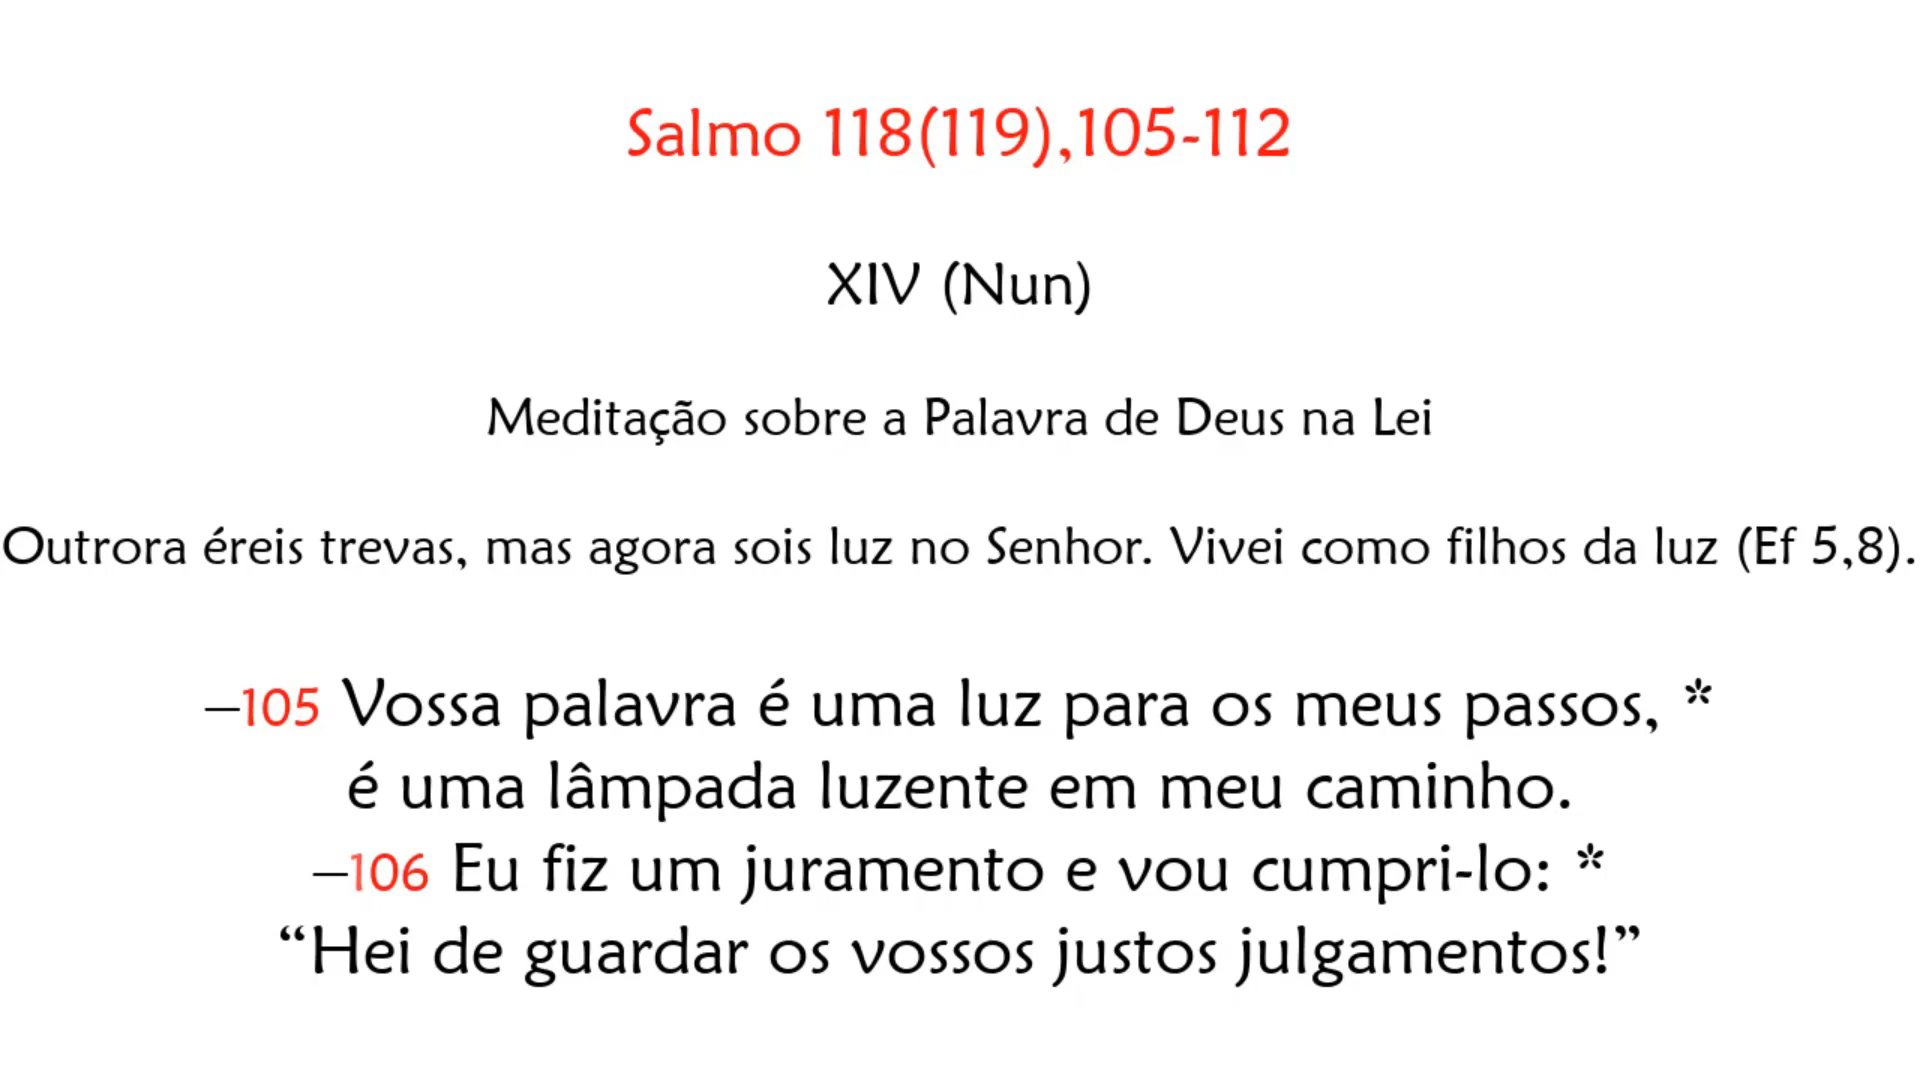 Salmo 118(119),105-112
XIV (Nun)
Meditação sobre a Palavra de Deus na Lei
Outrora éreis trevas, mas agora sois luz no Senhor. Vivei como filhos da luz (Ef 5,8).
–105 Vossa palavra é uma luz para os meus passos, *
é uma lâmpada luzente em meu caminho.
–106 Eu fiz um juramento e vou cumpri-lo: *
“Hei de guardar os vossos justos julgamentos!”